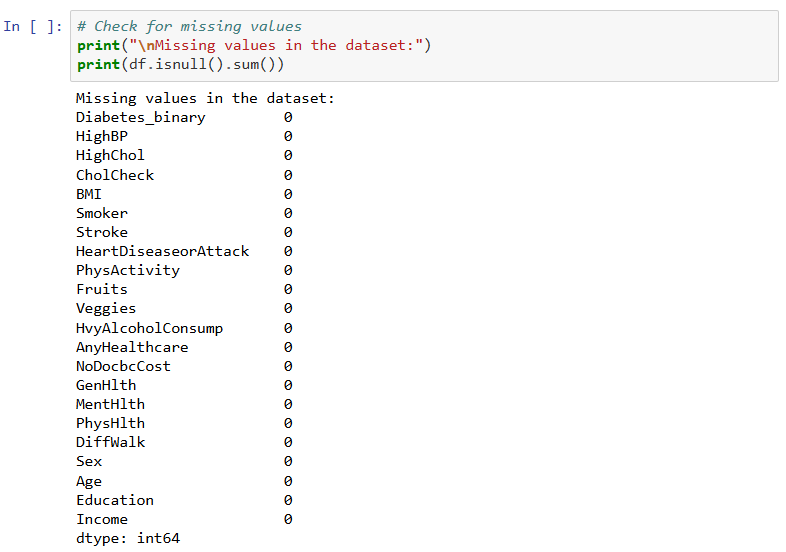 In [ ]: # Check for missing values
print("\nMissing values in the dataset:")
print(df.isnull().sum())
Missing values in the dataset:
Diabetes_binary 0
HighBP 0
HighChol 0
CholCheck 0
BMI 0
Smoker 0
Stroke 0
HeartDiseaseorAttack 0
PhysActivity 0
Fruits 0
Veggies 0
HvyAlcoholConsump 0
AnyHealthcare 0
NoDocbcCost 0
GenHlth 0
MentHlth 0
PhysHlth 0
DiffWalk 0
Sex 0
Age 0
Education 0
Income 0
dtype: int64